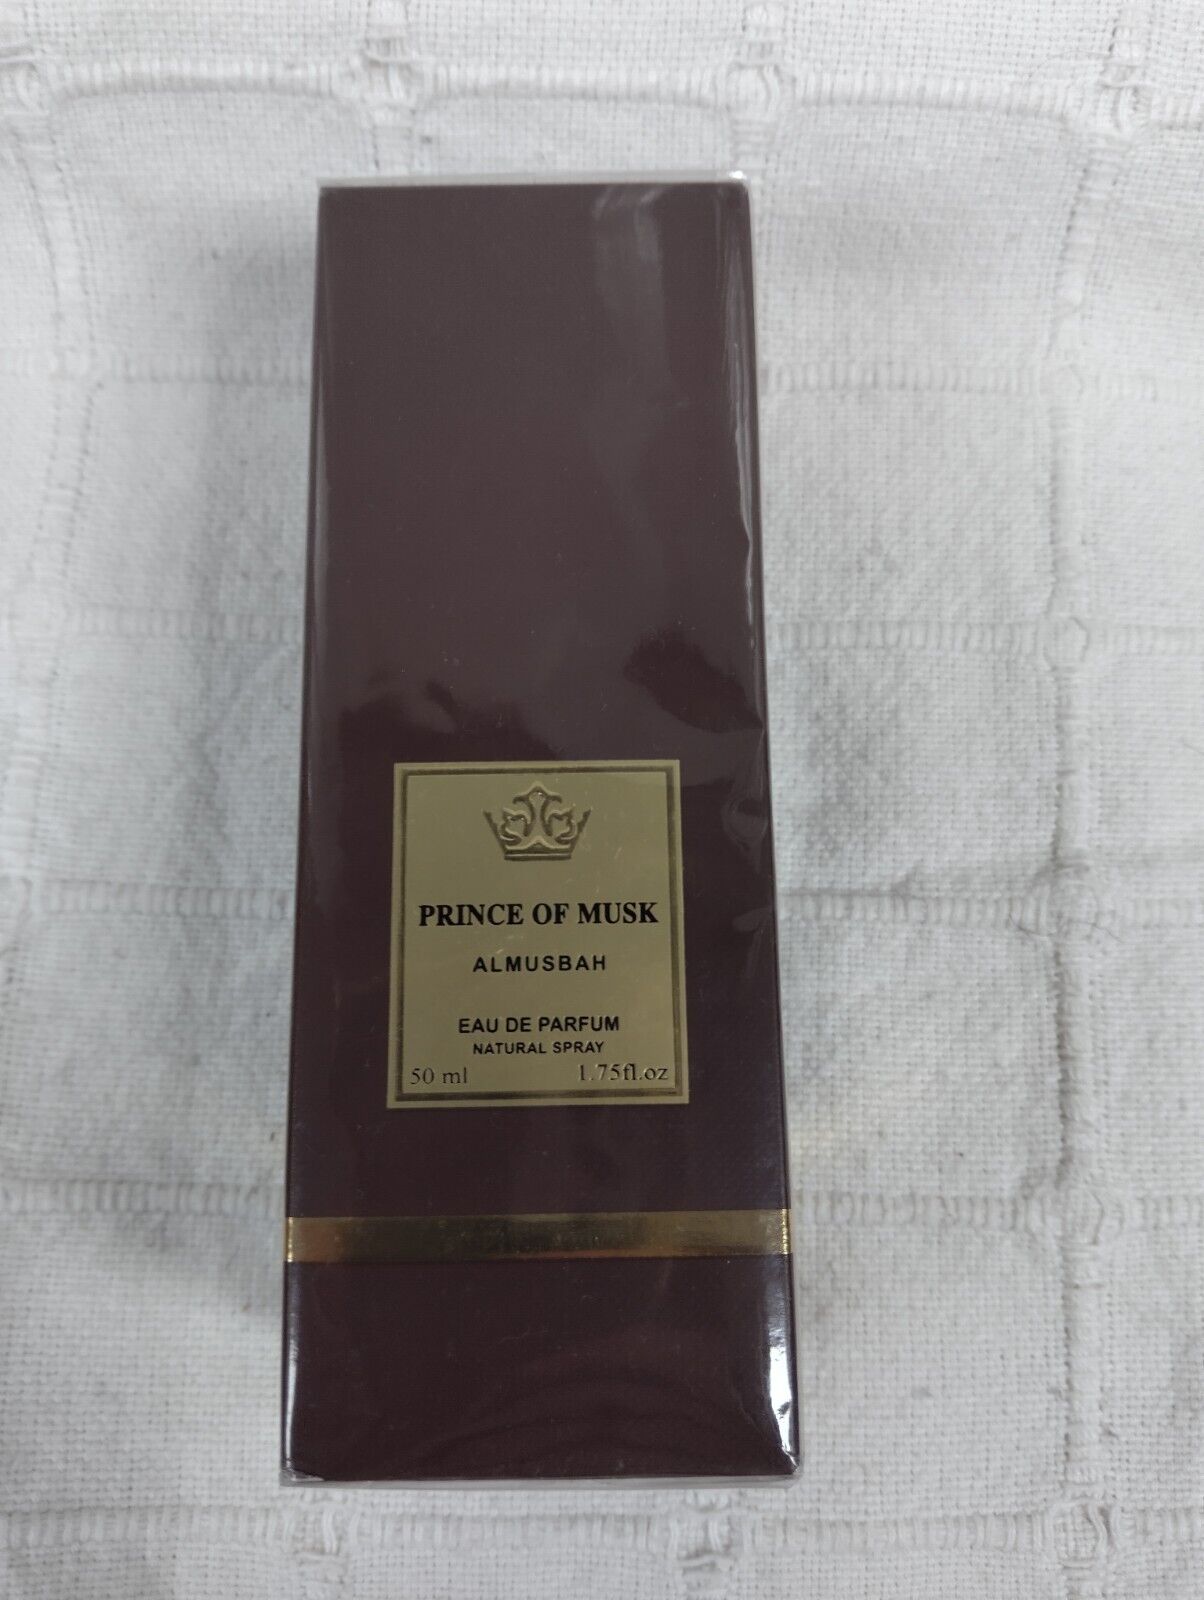 PRINCE OF MUSK
ALMUSBAH
EAU DE PARFUM
NATURAL SPRAY
50 ml 1.75fl.oz